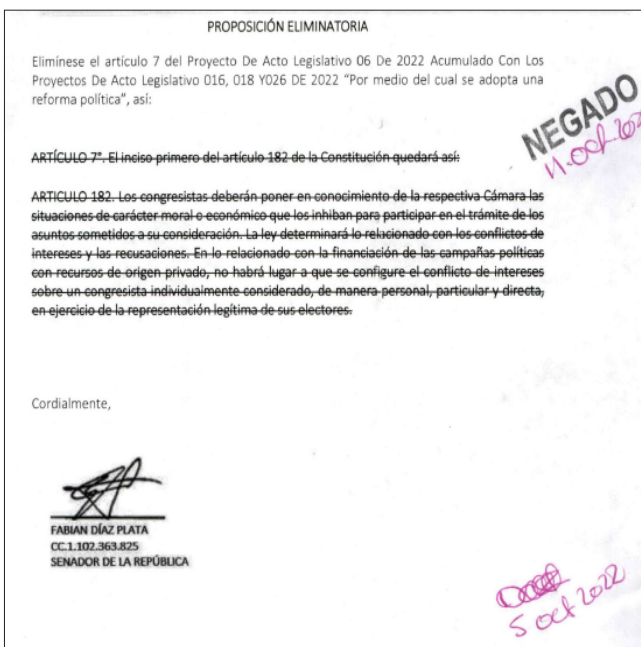 PROPOSICIÓN ELIMINATORIA
Elimínese el artículo 7 del Proyecto De Acto Legislativo 06 De 2022 Acumulado Con Los
Proyectos De Acto Legislativo 016, 018 Y026 DE 2022 “Por medio del cual se adopta una
reforma política”, así:
NEGADO
11. Oct 202
ARTÍCULO 7°. El inciso primero del artículo 182 de la Constitución quedará así:
ARTICULO 182. Los congresistas deberán poner en conocimiento de la respectiva Cámara las
situaciones de carácter moral o económico que los inhiban para participar en el trámite de los
asuntos sometidos a su consideración. La ley determinará lo relacionado con los conflictos de
intereses y las recusaciones. En lo relacionado con la financiación de las campañas políticas
con recursos de origen privado, no habrá lugar a que se configure el conflicto de intereses
sobre un congresista individualmente considerado, de manera personal, particular y directa,
en ejercicio de la representación legítima de sus electores.
Cordialmente,
FABIAN DÍAZ PLATA
CC.1.102.363.825
SENADOR DE LA REPÚBLICA
5 oct 2022